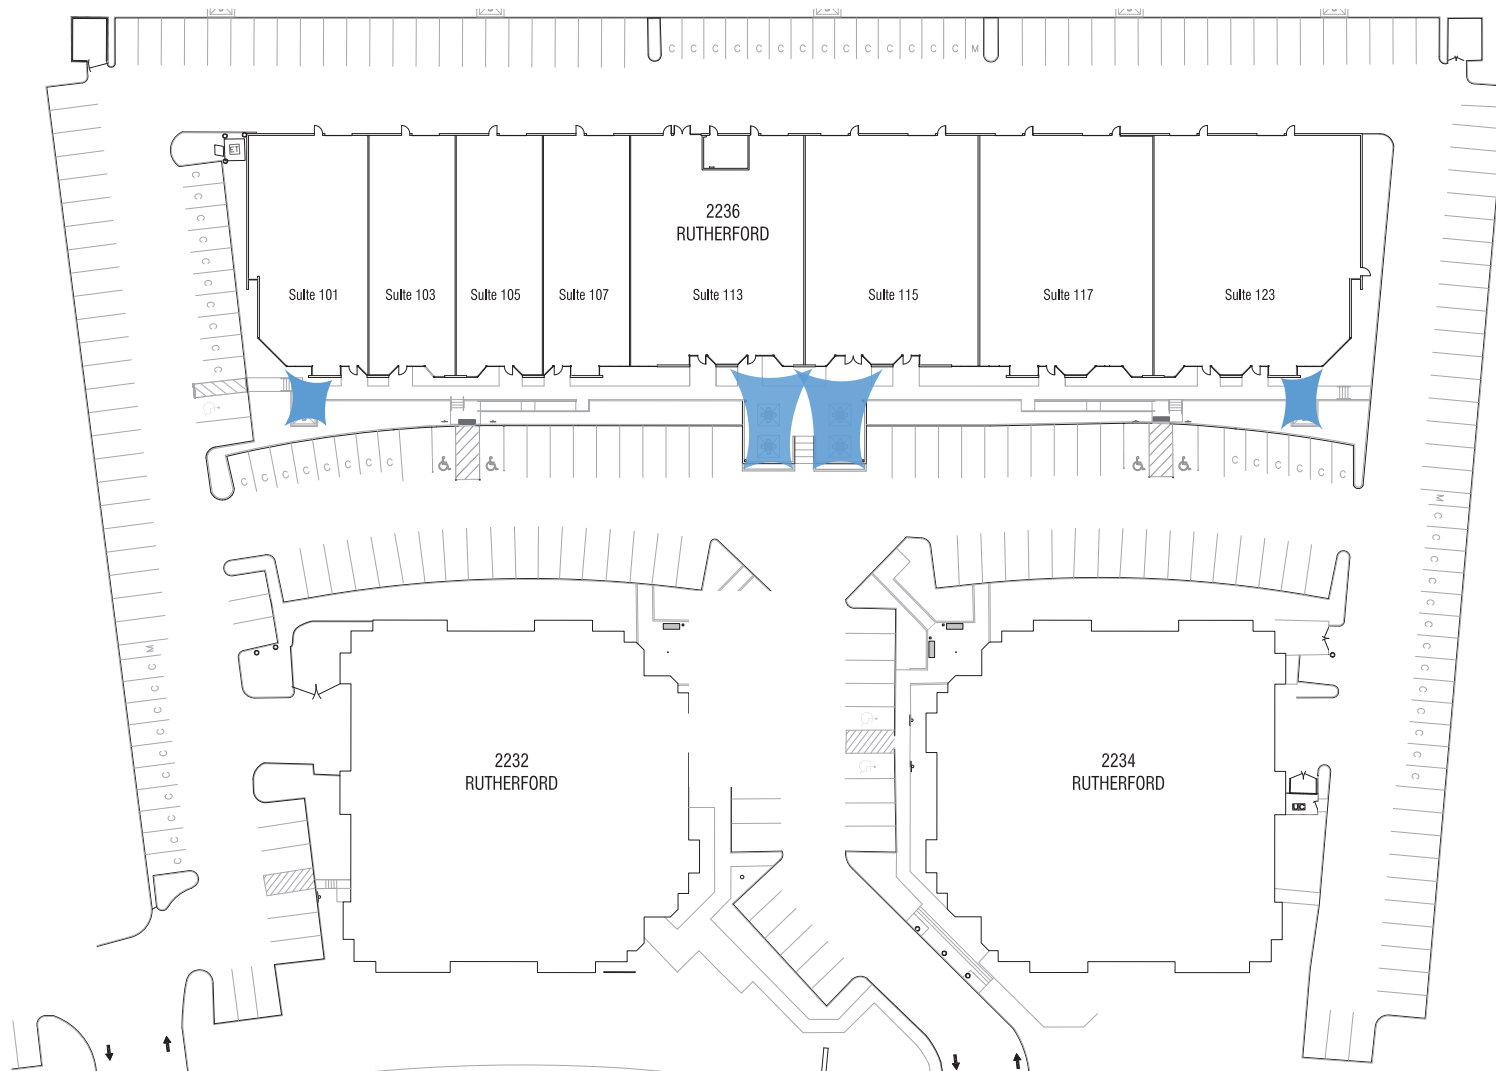 C C C C C C C C C C C C C C M
ET
2236
RUTHERFORD
Suite 101
Suite 103
Suite 105
Suite 107
Suite 113
Suite 115
Suite 117
Suite 123
C C C C C C C C C C
C C C C C C C C
C C C C C C
M C C C C C C C C C C C C C C C
2232
RUTHERFORD
2234
RUTHERFORD
M C C C C C C C C C C C